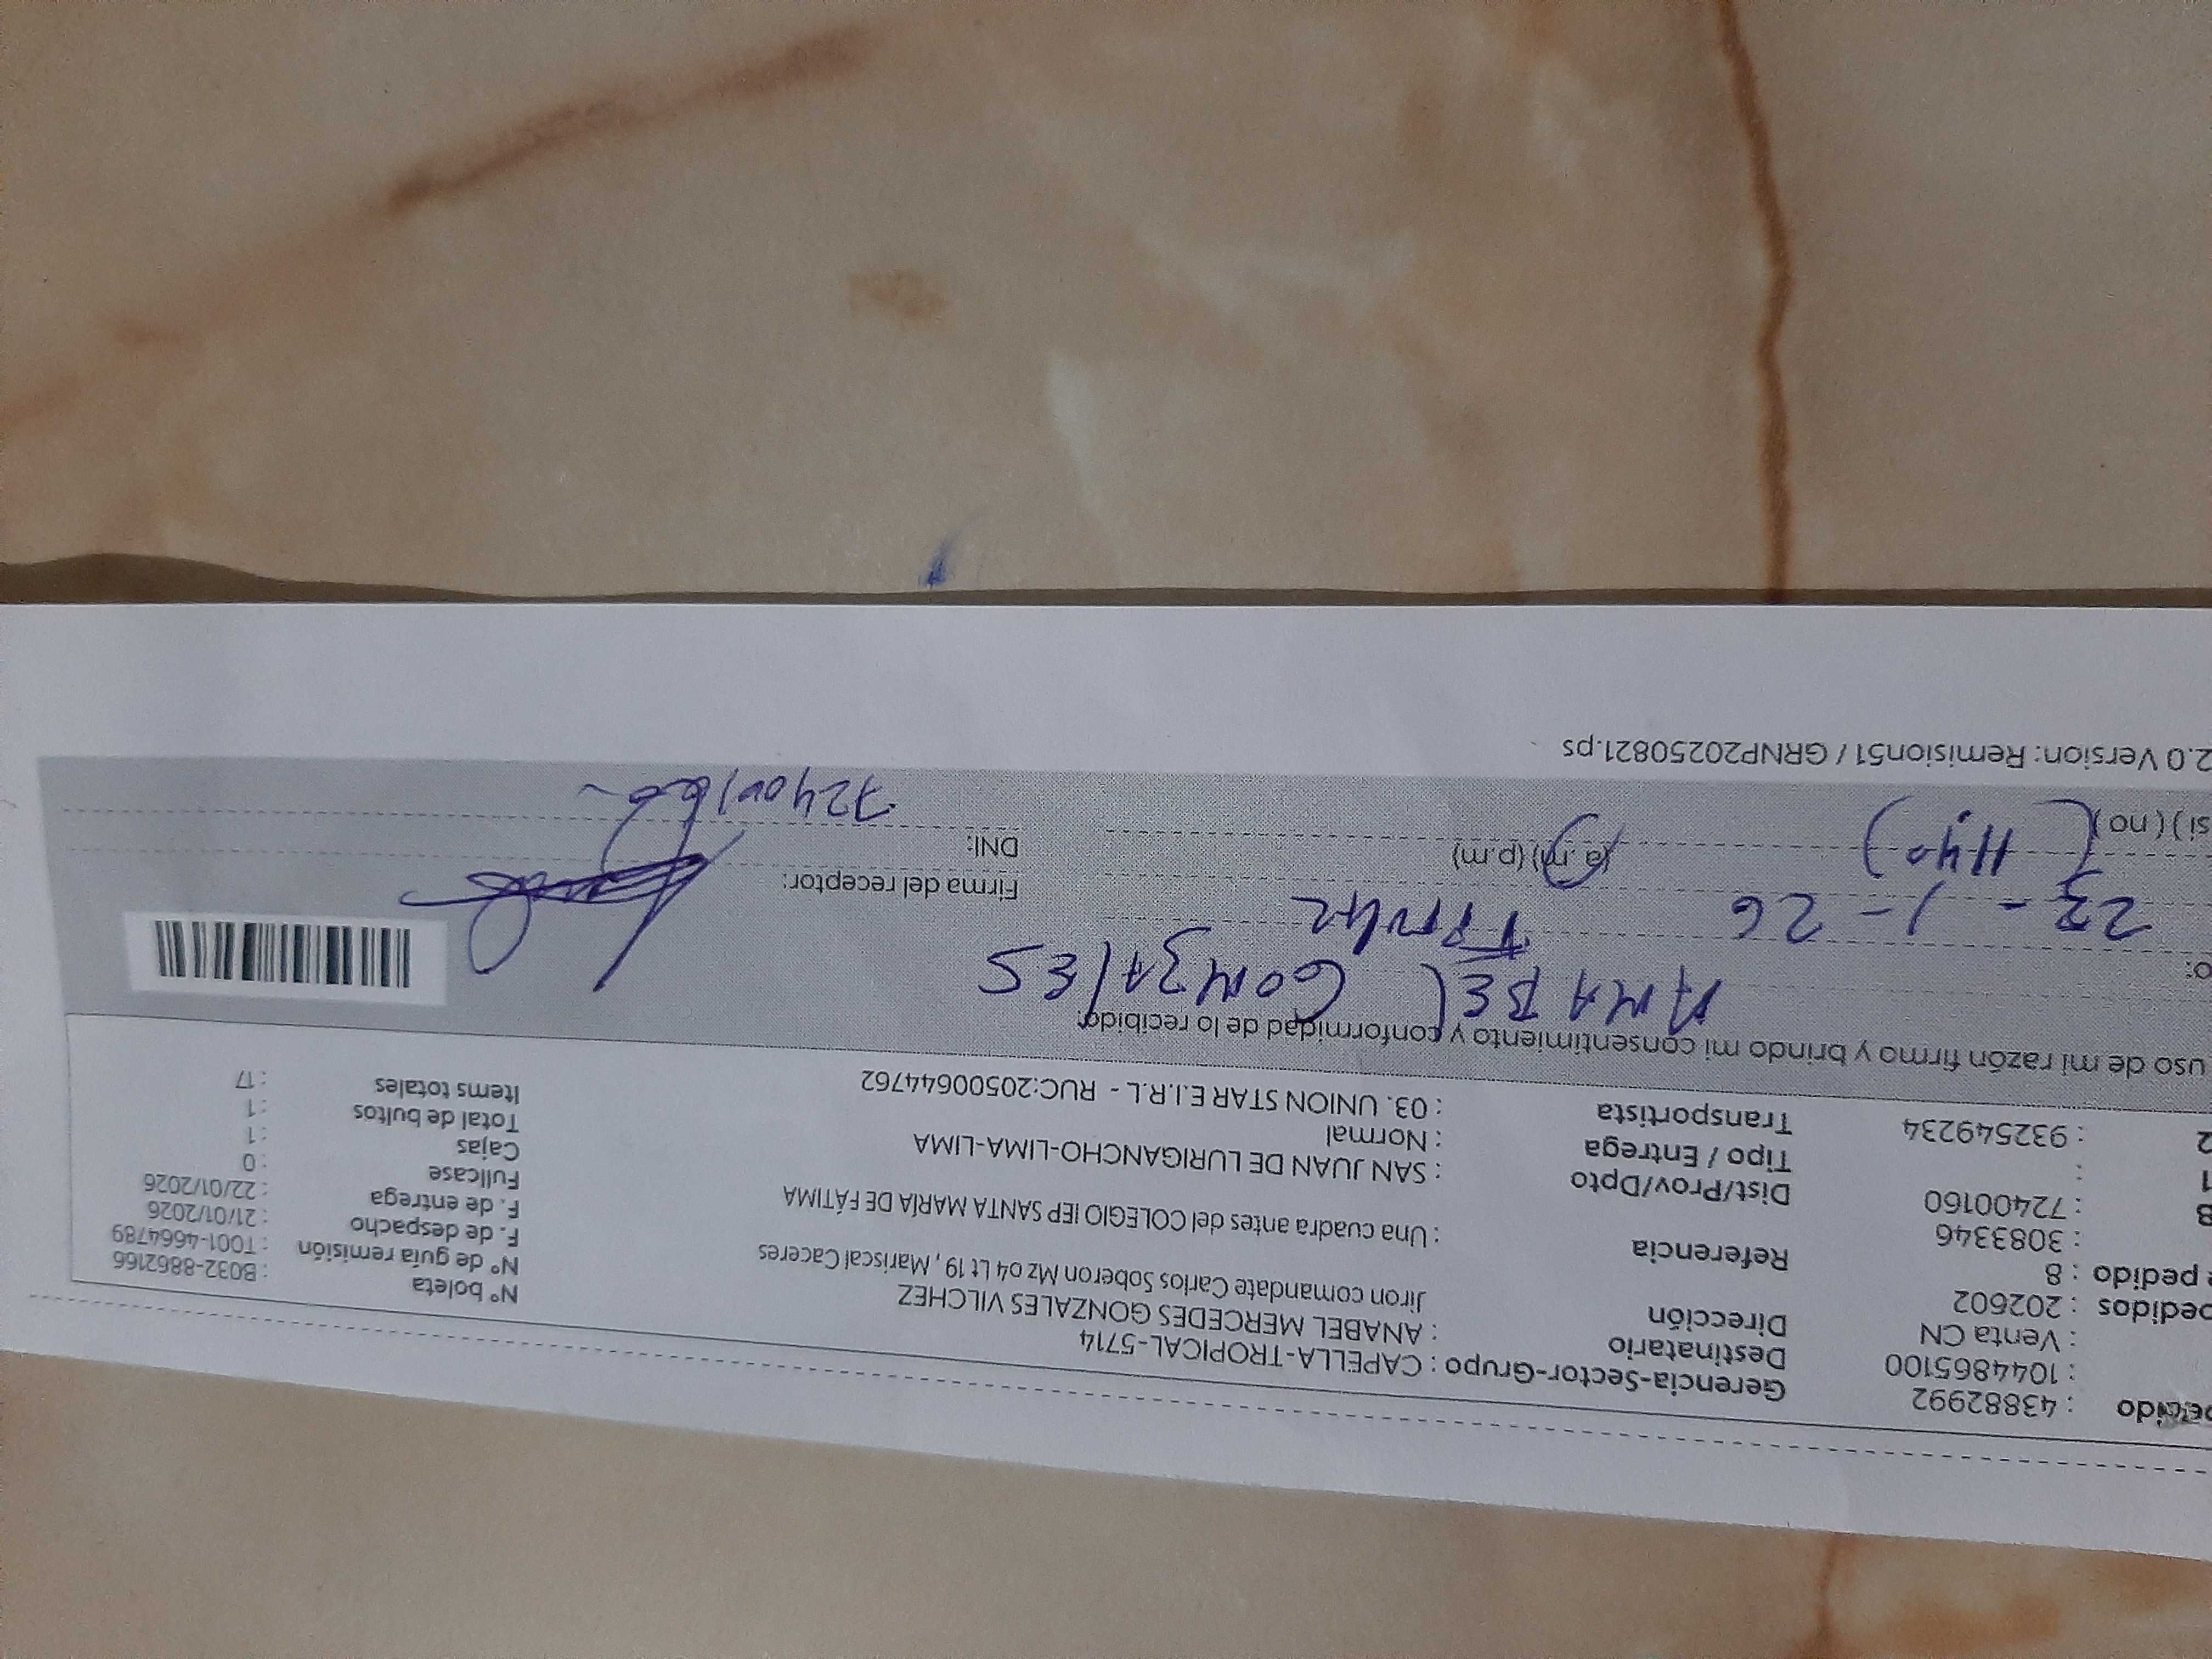 : 43882992
: 1044865100
: Venta CN
pedidos : 202602
pedido : 8
: 3083346
B : 72400160
1 :
2 : 932549234
Gerencia-Sector-Grupo : CAPELLA-TROPICAL-5714
Destinatario : ANABEL MERCEDES GONZALES VILCHEZ
Dirección Jiron comandate Carlos Soberon Mz o4 Lt 19 , Mariscal Caceres
Referencia : Una cuadra antes del COLEGIO IEP SANTA MARÍA DE FÁTIMA
Dist/Prov/Dpto : SAN JUAN DE LURIGANCHO-LIMA-LIMA
Tipo / Entrega : Normal
Transportista : 03. UNION STAR E.I.R.L - RUC:20500644762
N° boleta : B032-8862166
N° de guía remisión : T001-4664789
F. de despacho : 21/01/2026
F. de entrega : 22/01/2026
Fullcase : 0
Cajas : 1
Total de bultos : 1
Items totales : 17
uso de mi razón firmo y brindo mi consentimiento y conformidad de lo recibido:
o: ANABEL GONZALES
23 - 1 - 26
Firma del receptor:
(11:40) (a.m) (p.m)
DNI: 72400160
si) ( no)
2.0 Version: Remision51 / GRNP20250821.ps